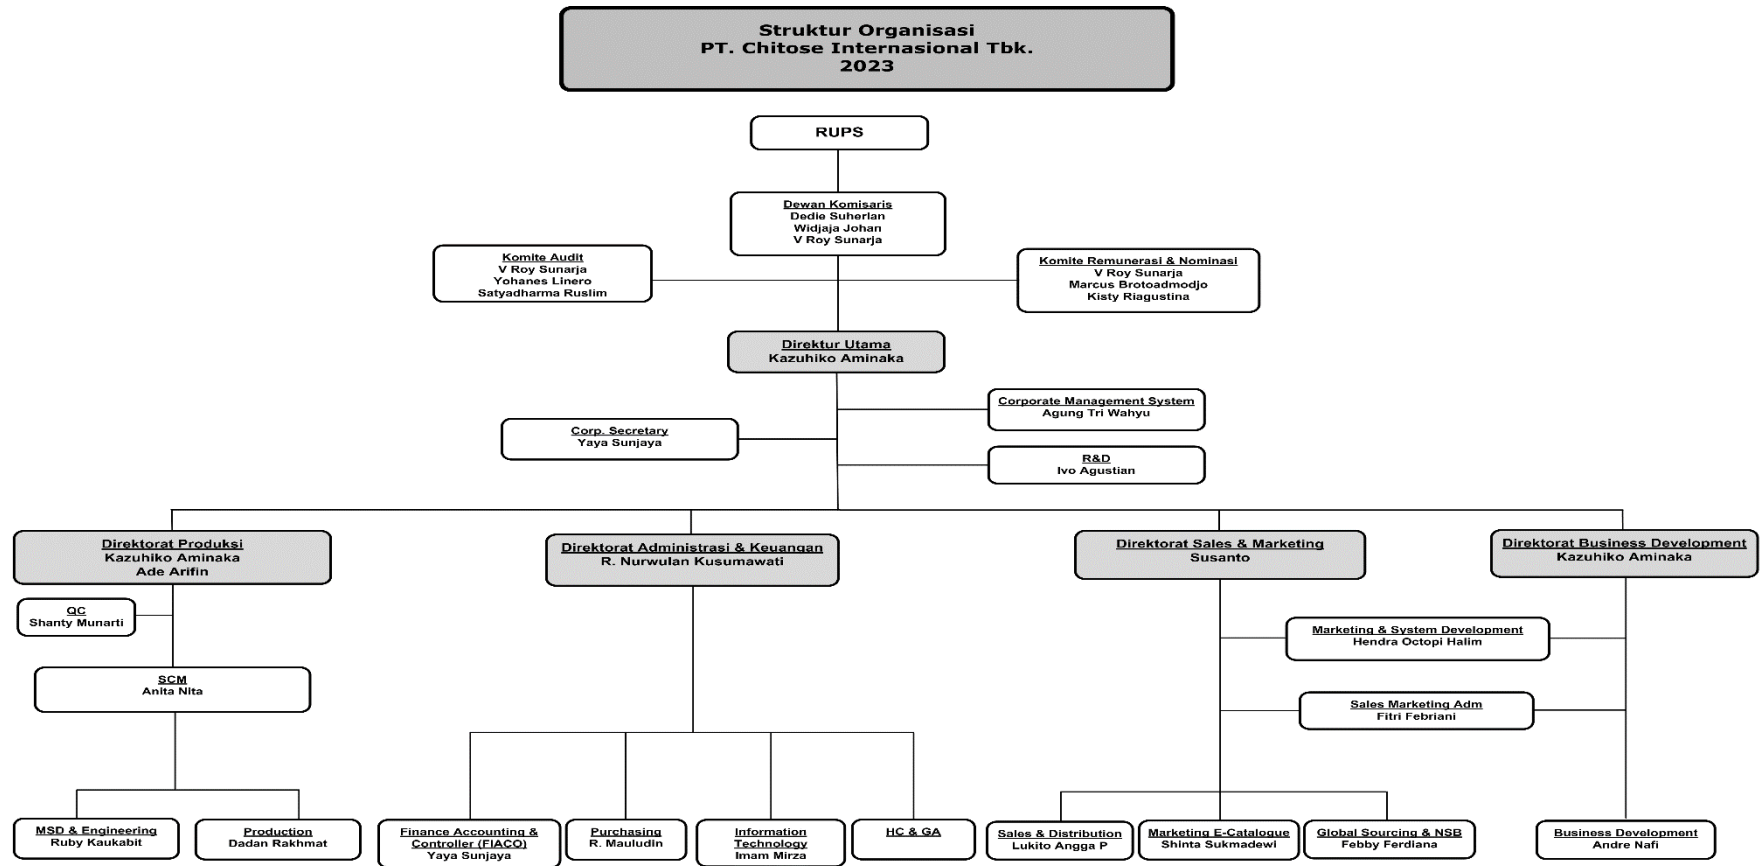 Struktur Organisasi
PT. Chitose Internasional Tbk.
2023
RUPS
Dewan Komisaris
Dedie Suherlan
Widjaja Johan
V Roy Sunarja
Komite Audit
V Roy Sunarja
Yohanes Linero
Satyadharma Ruslim
Komite Remunerasi & Nominasi
V Roy Sunarja
Marcus Brotoadmodjo
Kisty Riagustina
Direktur Utama
Kazuhiko Aminaka
Corporate Management System
Agung Tri Wahyu
Corp. Secretary
Yaya Sunjaya
R&D
Ivo Agustian
Direktorat Produksi
Kazuhiko Aminaka
Ade Arifin
Direktorat Administrasi & Keuangan
R. Nurwulan Kusumawati
Direktorat Sales & Marketing
Susanto
Direktorat Business Development
Kazuhiko Aminaka
QC
Shanty Munarti
Marketing & System Development
Hendra Octopi Halim
SCM
Anita Nita
Sales Marketing Adm
Fitri Febriani
MSD & Engineering
Ruby Kaukabit
Production
Dadan Rakhmat
Finance Accounting &
Controller (FIACO)
Yaya Sunjaya
Purchasing
R. Mauludin
Information
Technology
Imam Mirza
HC & GA
Sales & Distribution
Lukito Angga P
Marketing E-Catalogue
Shinta Sukmadewi
Global Sourcing & NSB
Febby Ferdiana
Business Development
Andre Nafi